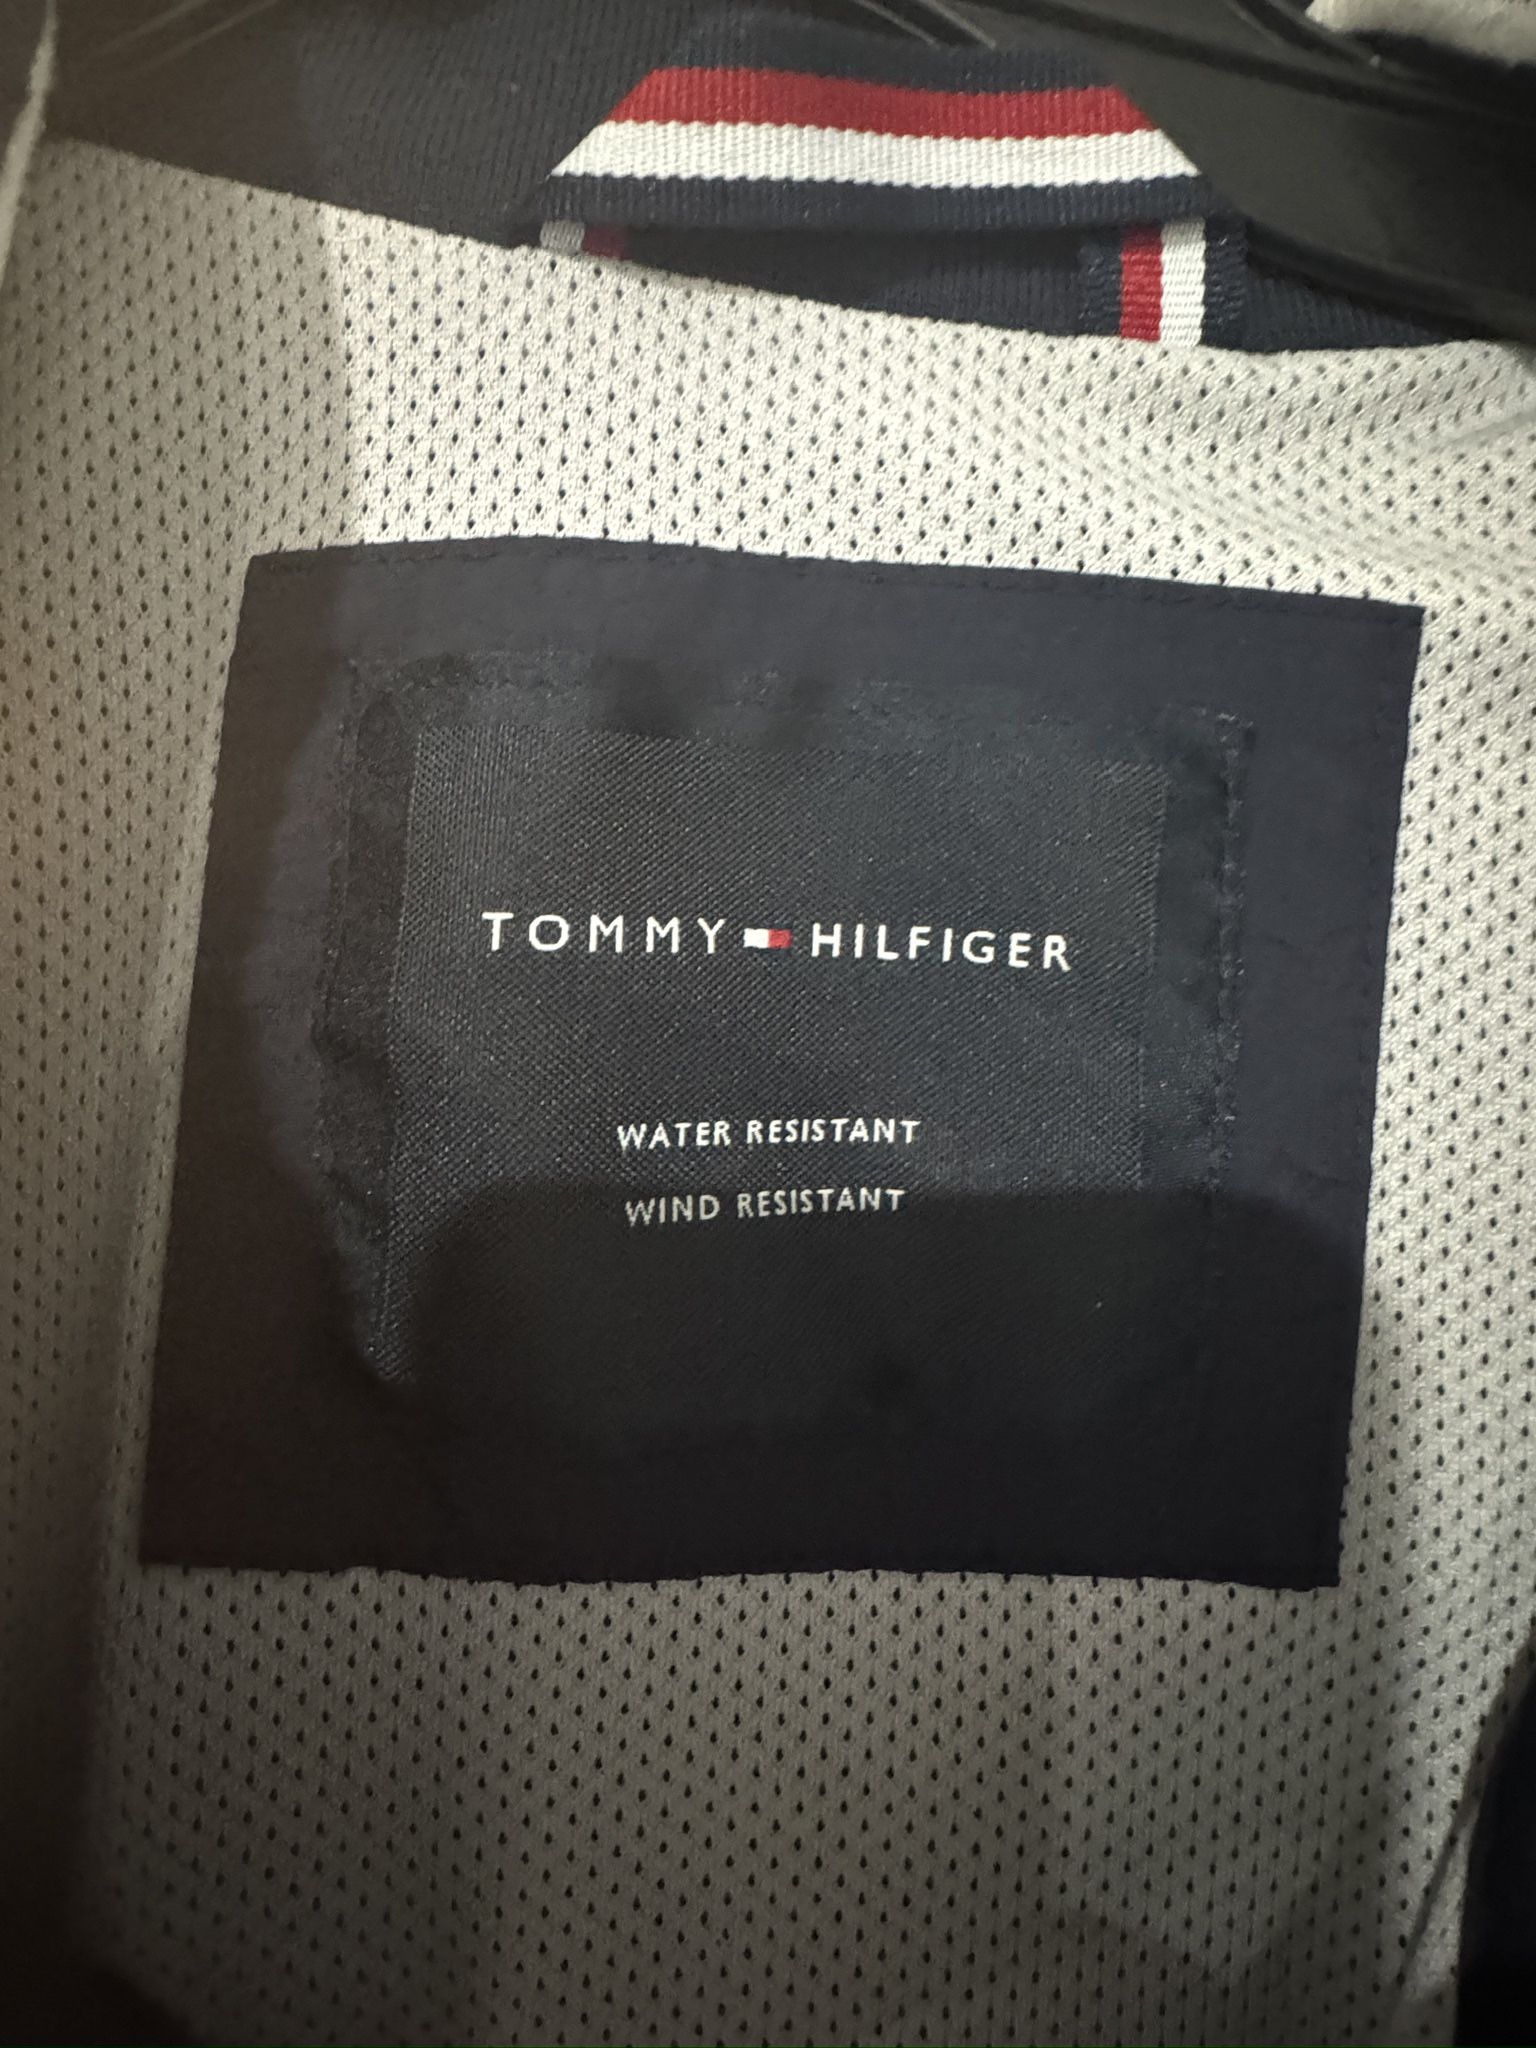 TOMMY HILFIGER
WATER RESISTANT
WIND RESISTANT